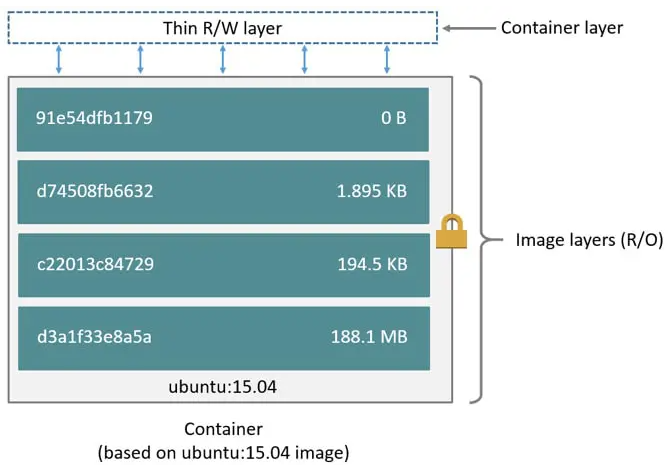 Thin R/W layer
Container layer
91e54dfb1179 0 B
d74508fb6632 1.895 KB
c22013c84729 194.5 KB
Image layers (R/O)
d3a1f33e8a5a 188.1 MB
ubuntu:15.04
Container
(based on ubuntu:15.04 image)